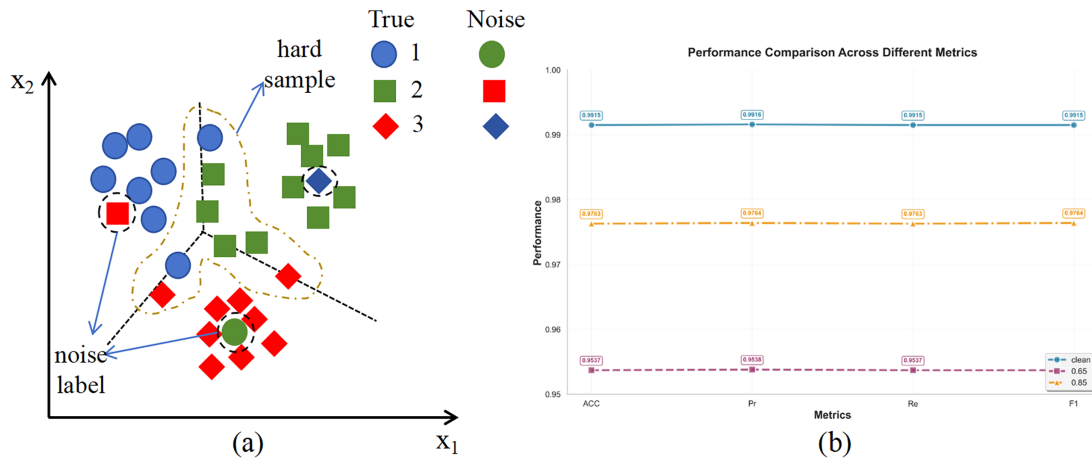 True Noise
1
2
3
hard
sample
x2
noise
label
x1
(a)
Performance Comparison Across Different Metrics
Performance
1.00
0.99
0.98
0.97
0.96
0.95
0.9915 0.9916 0.9915 0.9915
0.9763 0.9764 0.9763 0.9764
0.9537 0.9538 0.9537
clean
0.65
0.85
ACC Pr Re F1
Metrics
(b)